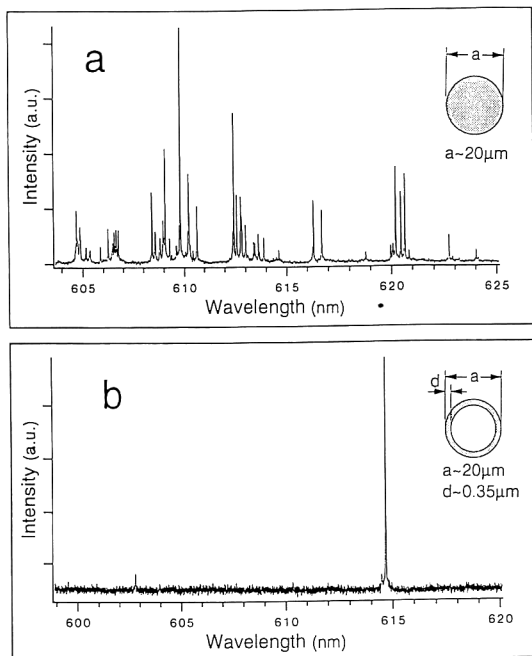 a
Intensity (a.u.)
a
a~20μm
605 610 615 620 625
Wavelength (nm)
b
Intensity (a.u.)
d
a
a~20μm
d~0.35μm
600 605 610 615 620
Wavelength (nm)